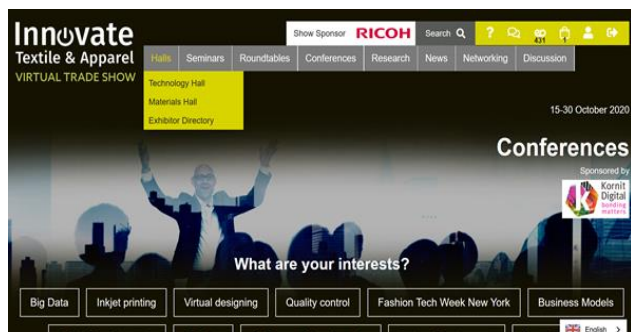 Innovate
Textile & Apparel
VIRTUAL TRADE SHOW
Show Sponsor RICOH Search ? 431 1
Halls Seminars Roundtables Conferences Research News Networking Discussion
Technology Hall
Materials Hall
Exhibitor Directory
15-30 October 2020
Conferences
Sponsored by
Kornit
Digital
bonding
matters
What are your interests?
Big Data Inkjet printing Virtual designing Quality control Fashion Tech Week New York Business Models
English